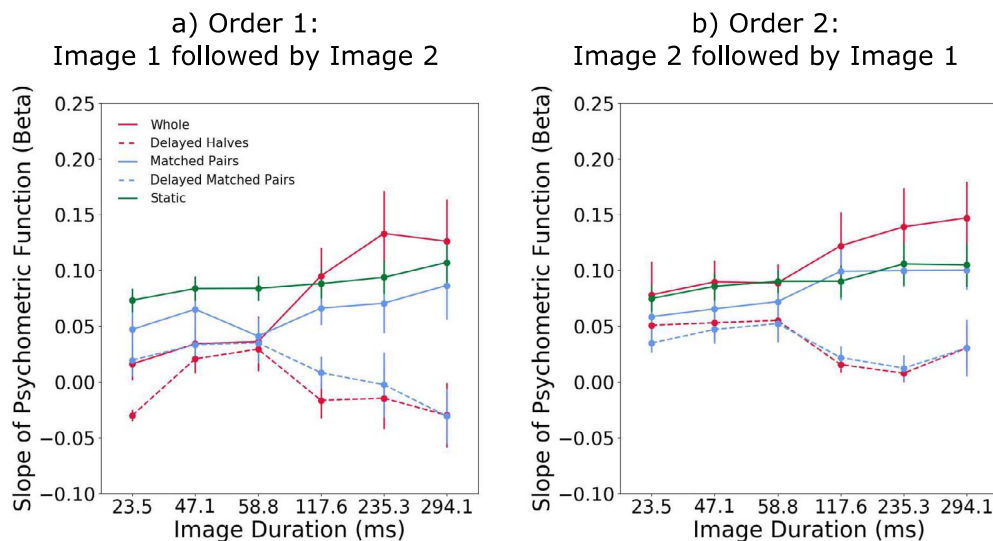 a) Order 1:
Image 1 followed by Image 2
b) Order 2:
Image 2 followed by Image 1
Slope of Psychometric Function (Beta)
0.25
0.20
0.15
0.10
0.05
0.00
−0.05
−0.10
Whole
Delayed Halves
Matched Pairs
Delayed Matched Pairs
Static
23.5 47.1 58.8 117.6 235.3 294.1
Image Duration (ms)
Slope of Psychometric Function (Beta)
0.25
0.20
0.15
0.10
0.05
0.00
−0.05
−0.10
23.5 47.1 58.8 117.6 235.3 294.1
Image Duration (ms)